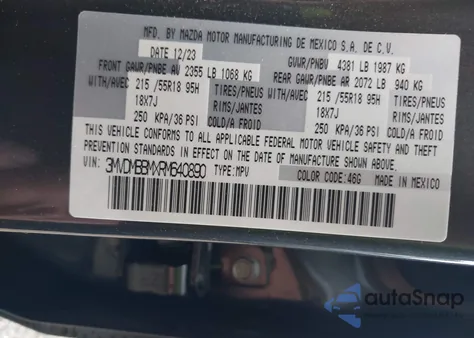 MFD. BY MAZDA MOTOR MANUFACTURING DE MEXICO S.A. DE C.V.
DATE 12/23 GVWR/PNBV 4381 LB 1987 KG
FRONT GAWR/PNBE AV 2355 LB 1068 KG REAR GAWR/PNBE AR 2072 LB 940 KG
WITH/AVEC 215 /55R18 95H TIRES/PNEUS WITH/AVEC 215 /55R18 95H TIRES/PNEUS
18X7J RIMS/JANTES 18X7J RIMS/JANTES
250 KPA/36 PSI COLD/A FROID 250 KPA/36 PSI COLD/A FROID
THIS VEHICLE CONFORMS TO ALL APPLICABLE FEDERAL MOTOR VEHICLE SAFETY AND THEFT
PREVENTION STANDARDS IN EFFECT ON THE DATE OF MANUFACTURE SHOWN ABOVE.
VIN: 3MVDMBBMXRM640890 TYPE:MPV COLOR CODE:46G MADE IN MEXICO
autoSnap